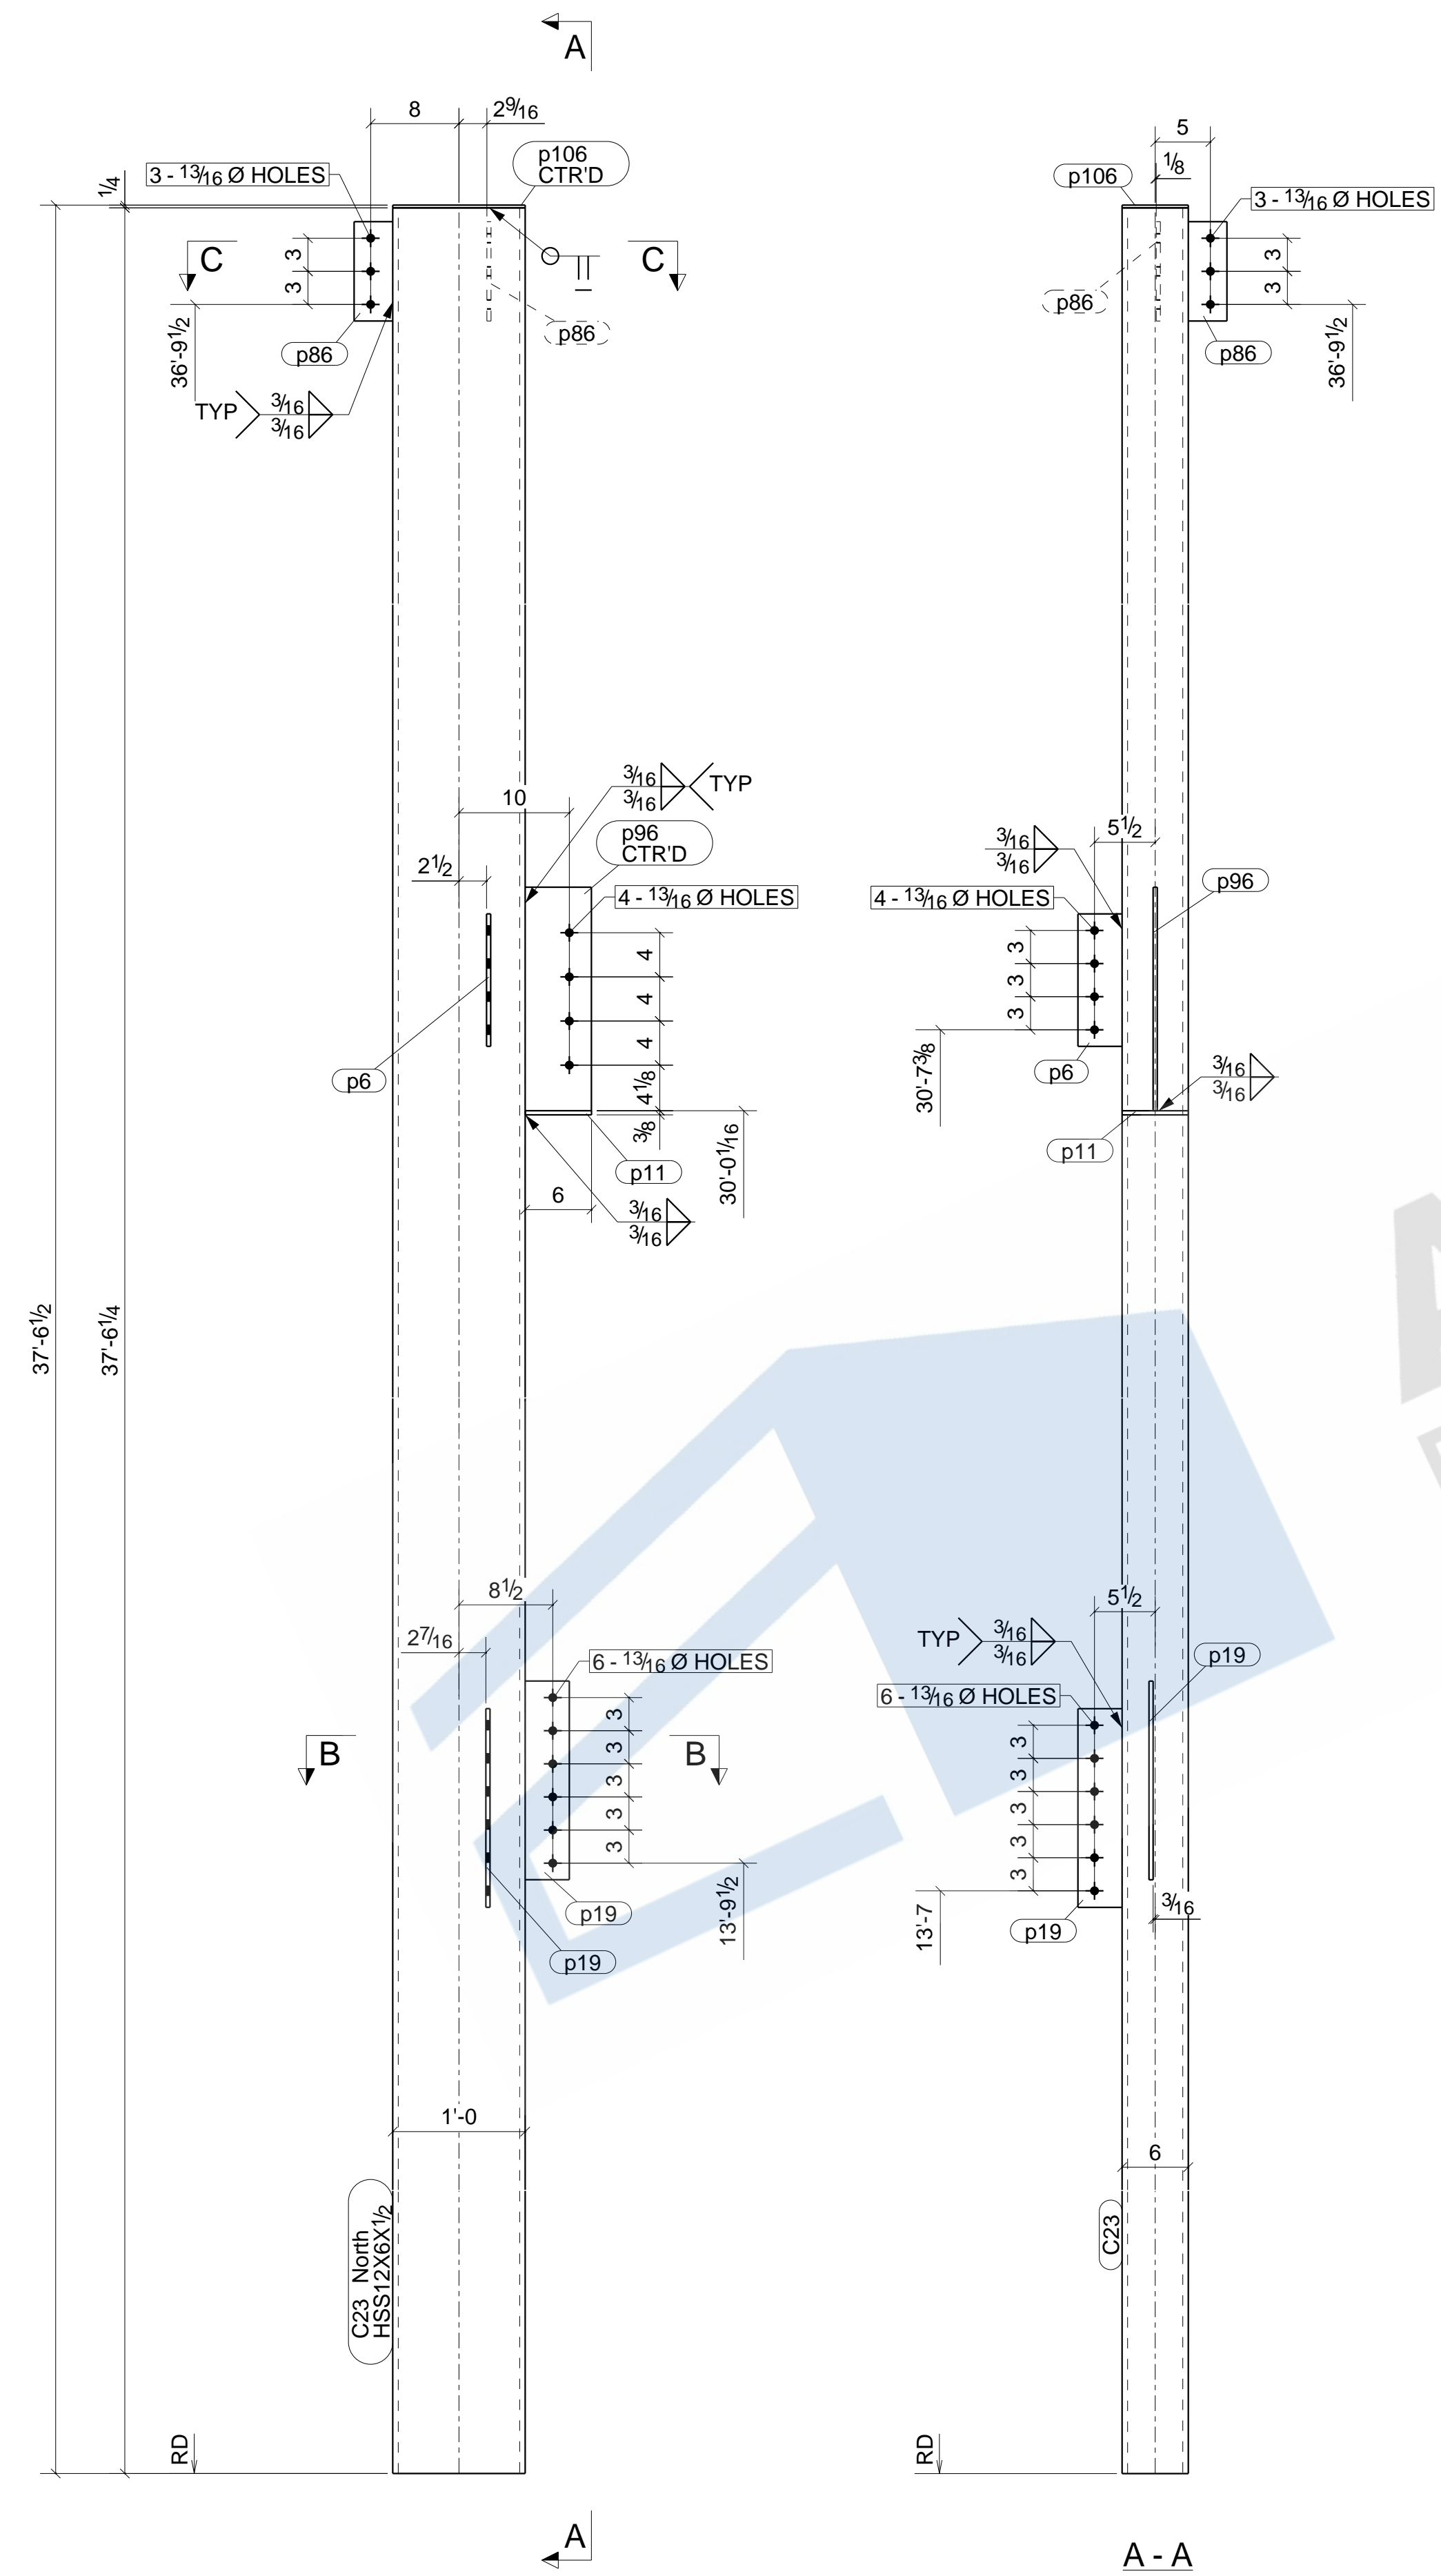 A
8
2 9/16
p106
CTR'D
3 - 13/16 Ø HOLES
1/4
C
C
3
3
p86
p86
36'-9 1/2
TYP
3/16
3/16
5
1/8
p106
3 - 13/16 Ø HOLES
3
3
p86
p86
36'-9 1/2
3/16
3/16
TYP
10
p96
CTR'D
2 1/2
4 - 13/16 Ø HOLES
4
4
4
4 1/8
3/8
p6
p11
30'-0 1/16
6
3/16
3/16
3/16
3/16
5 1/2
p96
4 - 13/16 Ø HOLES
3
3
3
p6
30'-7 3/8
3/16
3/16
p11
37'-6 1/2
37'-6 1/4
8 1/2
2 7/16
6 - 13/16 Ø HOLES
B
B
3
3
3
3
3
p19
p19
13'-9 1/2
5 1/2
TYP
3/16
3/16
p19
6 - 13/16 Ø HOLES
3
3
3
3
3
p19
13'-7
3/16
1'-0
6
C23 North
HSS12X6X1/2
C23
RD
RD
A
A - A